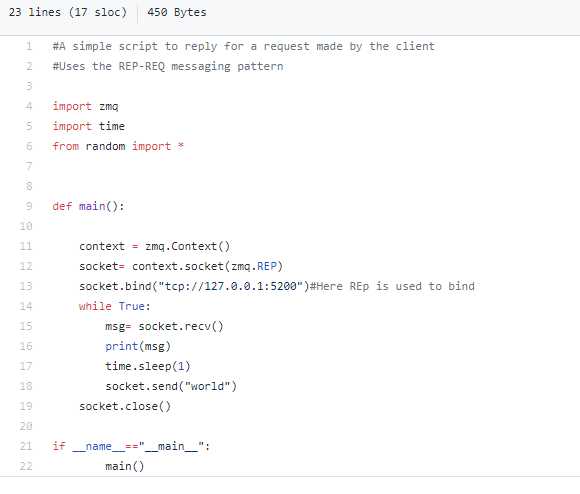 23 lines (17 sloc) 450 Bytes
1 #A simple script to reply for a request made by the client
2 #Uses the REP-REQ messaging pattern
3
4 import zmq
5 import time
6 from random import *
7
8
9 def main():
10
11     context = zmq.Context()
12     socket= context.socket(zmq.REP)
13     socket.bind("tcp://127.0.0.1:5200")#Here REp is used to bind
14     while True:
15         msg= socket.recv()
16         print(msg)
17         time.sleep(1)
18         socket.send("world")
19     socket.close()
20
21 if __name__=="__main__":
22         main()